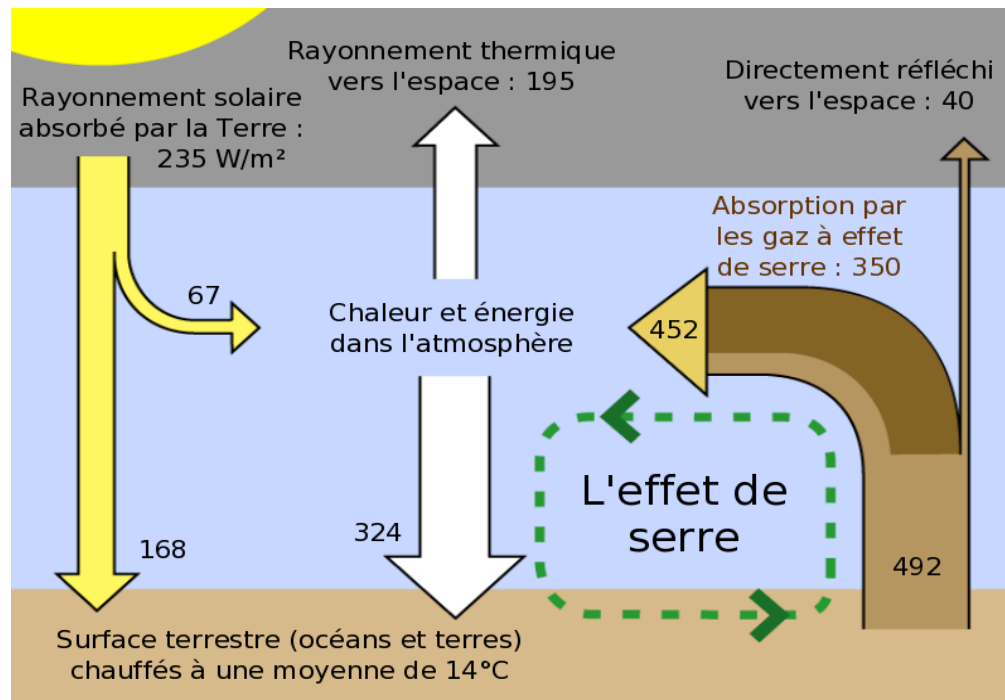 Rayonnement solaire
absorbé par la Terre :
235 W/m²
Rayonnement thermique
vers l'espace : 195
Directement réfléchi
vers l'espace : 40
Absorption par
les gaz à effet
de serre : 350
67
Chaleur et énergie
dans l'atmosphère
452
L'effet de
serre
168
324
492
Surface terrestre (océans et terres)
chauffés à une moyenne de 14°C